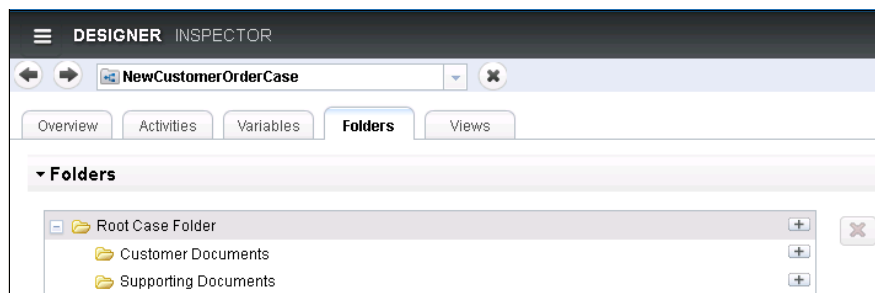 DESIGNER INSPECTOR
NewCustomerOrderCase
Overview Activities Variables Folders Views
Folders
Root Case Folder
Customer Documents
Supporting Documents